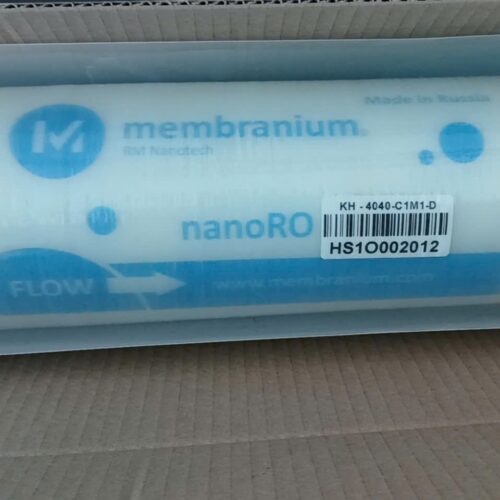 Made in Russia
M
membranium®
RM Nanotech
nanoRO
KH - 4040-C1M1-D
HS1O002012
FLOW
www.membranium.com